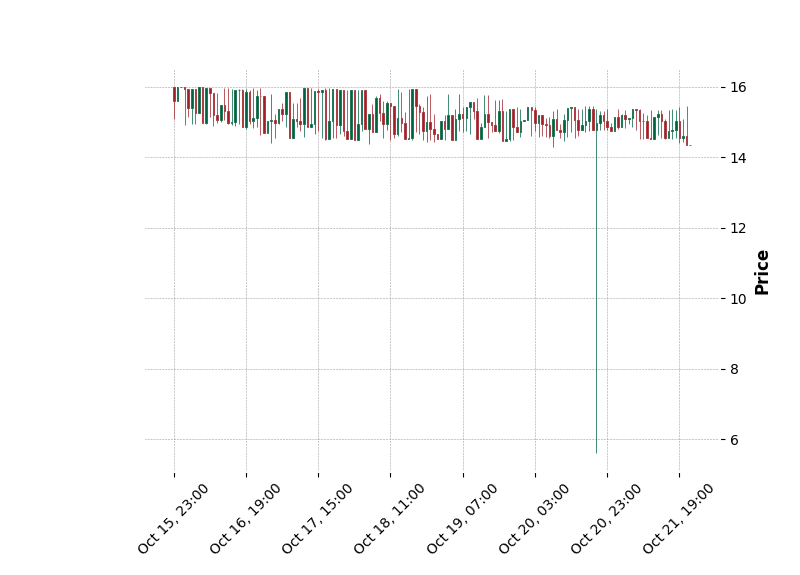 16
14
12
10
8
6
Price
Oct 15, 23:00
Oct 16, 19:00
Oct 17, 15:00
Oct 18, 11:00
Oct 19, 07:00
Oct 20, 03:00
Oct 20, 23:00
Oct 21, 19:00